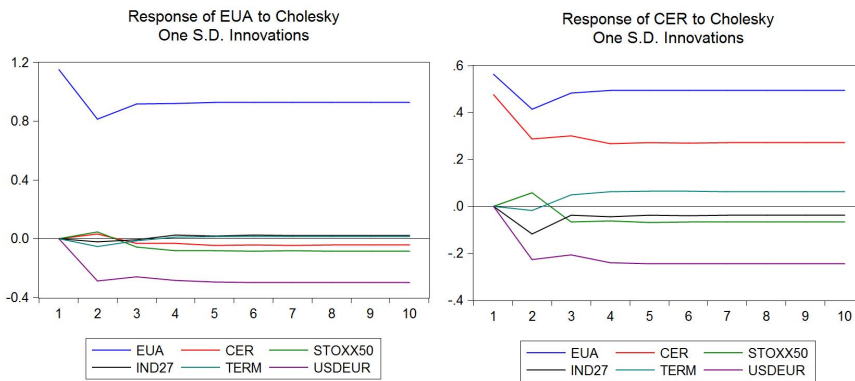 Response of EUA to Cholesky
One S.D. Innovations
1.2
0.8
0.4
0.0
-0.4
1 2 3 4 5 6 7 8 9 10
EUA CER STOXX50
IND27 TERM USDEUR
Response of CER to Cholesky
One S.D. Innovations
.6
.4
.2
.0
-.2
-.4
1 2 3 4 5 6 7 8 9 10
EUA CER STOXX50
IND27 TERM USDEUR